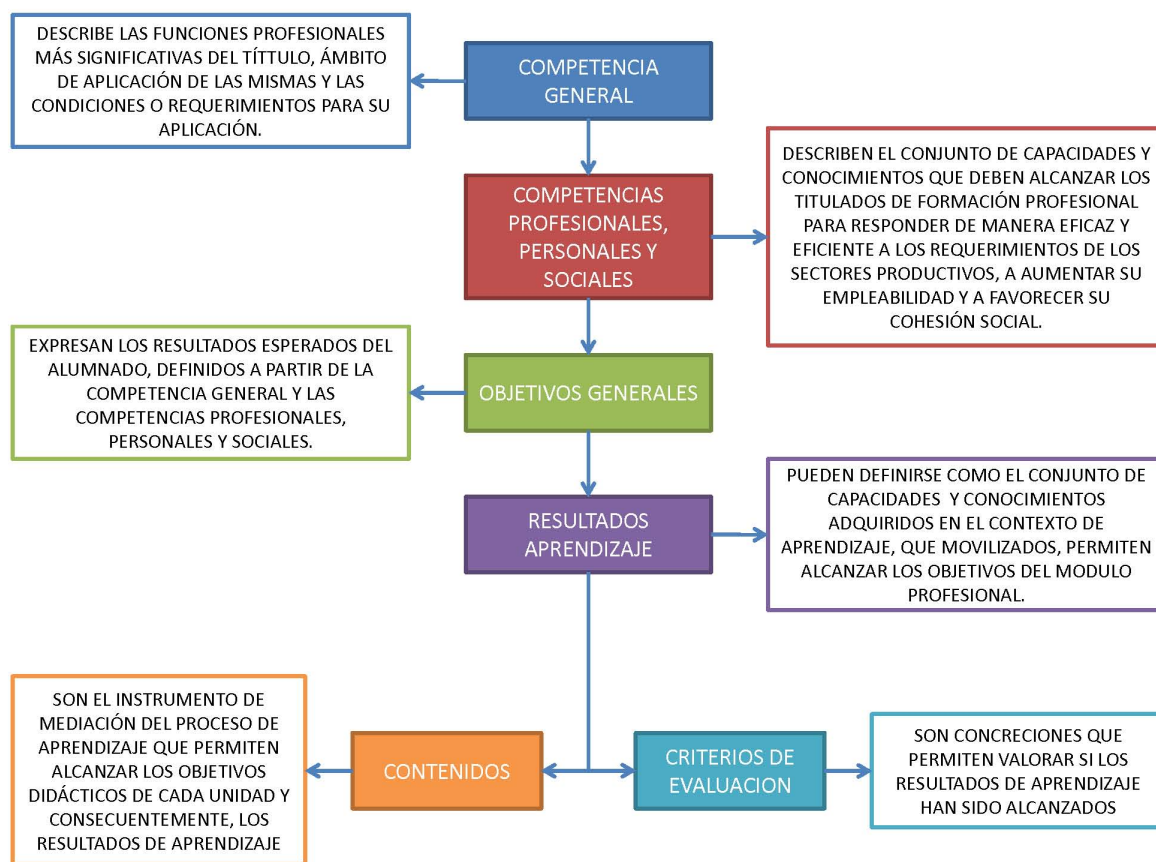 DESCRIBE LAS FUNCIONES PROFESIONALES
MÁS SIGNIFICATIVAS DEL TÍTTULO, ÁMBITO
DE APLICACIÓN DE LAS MISMAS Y LAS
CONDICIONES O REQUERIMIENTOS PARA SU
APLICACIÓN.
COMPETENCIA
GENERAL
COMPETENCIAS
PROFESIONALES,
PERSONALES Y
SOCIALES
DESCRIBEN EL CONJUNTO DE CAPACIDADES Y
CONOCIMIENTOS QUE DEBEN ALCANZAR LOS
TITULADOS DE FORMACIÓN PROFESIONAL
PARA RESPONDER DE MANERA EFICAZ Y
EFICIENTE A LOS REQUERIMIENTOS DE LOS
SECTORES PRODUCTIVOS, A AUMENTAR SU
EMPLEABILIDAD Y A FAVORECER SU
COHESIÓN SOCIAL.
EXPRESAN LOS RESULTADOS ESPERADOS DEL
ALUMNADO, DEFINIDOS A PARTIR DE LA
COMPETENCIA GENERAL Y LAS
COMPETENCIAS PROFESIONALES,
PERSONALES Y SOCIALES.
OBJETIVOS GENERALES
RESULTADOS
APRENDIZAJE
PUEDEN DEFINIRSE COMO EL CONJUNTO DE
CAPACIDADES Y CONOCIMIENTOS
ADQUIRIDOS EN EL CONTEXTO DE
APRENDIZAJE, QUE MOVILIZADOS, PERMITEN
ALCANZAR LOS OBJETIVOS DEL MODULO
PROFESIONAL.
SON EL INSTRUMENTO DE
MEDIACIÓN DEL PROCESO DE
APRENDIZAJE QUE PERMITEN
ALCANZAR LOS OBJETIVOS
DIDÁCTICOS DE CADA UNIDAD Y
CONSECUENTEMENTE, LOS
RESULTADOS DE APRENDIZAJE
CONTENIDOS
CRITERIOS DE
EVALUACION
SON CONCRECIONES QUE
PERMITEN VALORAR SI LOS
RESULTADOS DE APRENDIZAJE
HAN SIDO ALCANZADOS